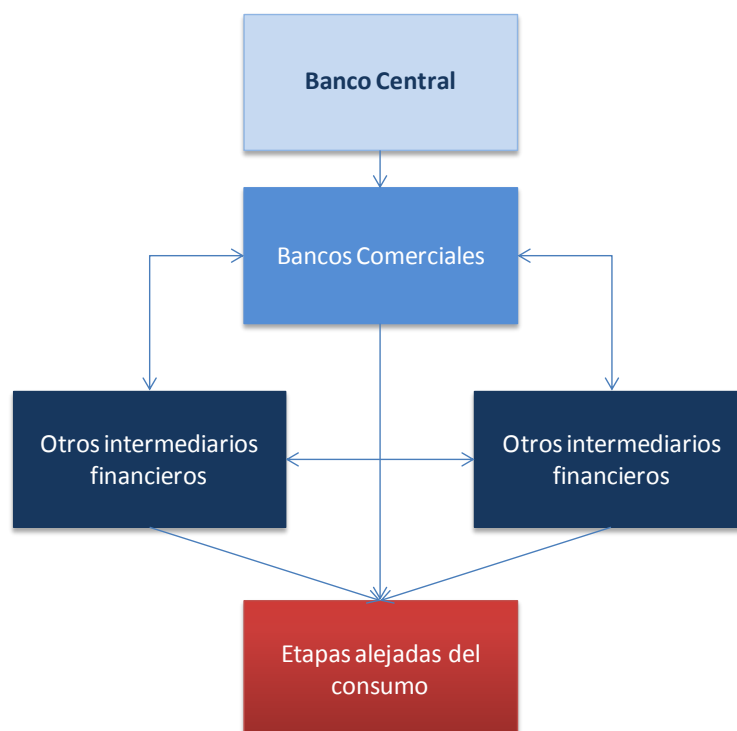 Banco Central
Bancos Comerciales
Otros intermediarios
financieros
Otros intermediarios
financieros
Etapas alejadas del
consumo